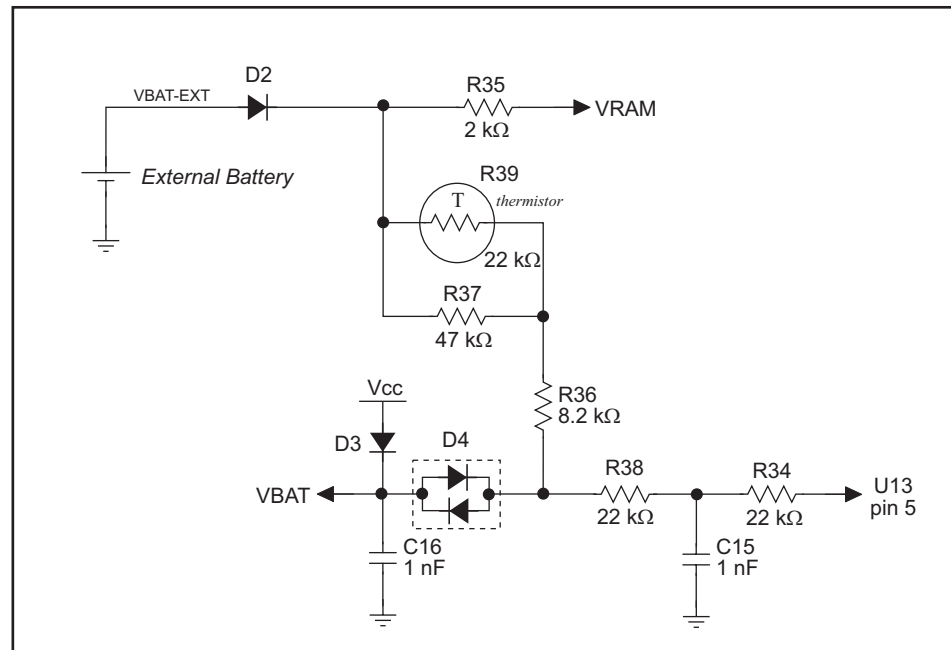 D2
R35
VBAT-EXT
VRAM
2 kΩ
External Battery
R39
T
thermistor
22 kΩ
R37
47 kΩ
Vcc
R36
8.2 kΩ
D3
D4
R38
R34
VBAT
U13
pin 5
22 kΩ
22 kΩ
C16
1 nF
C15
1 nF